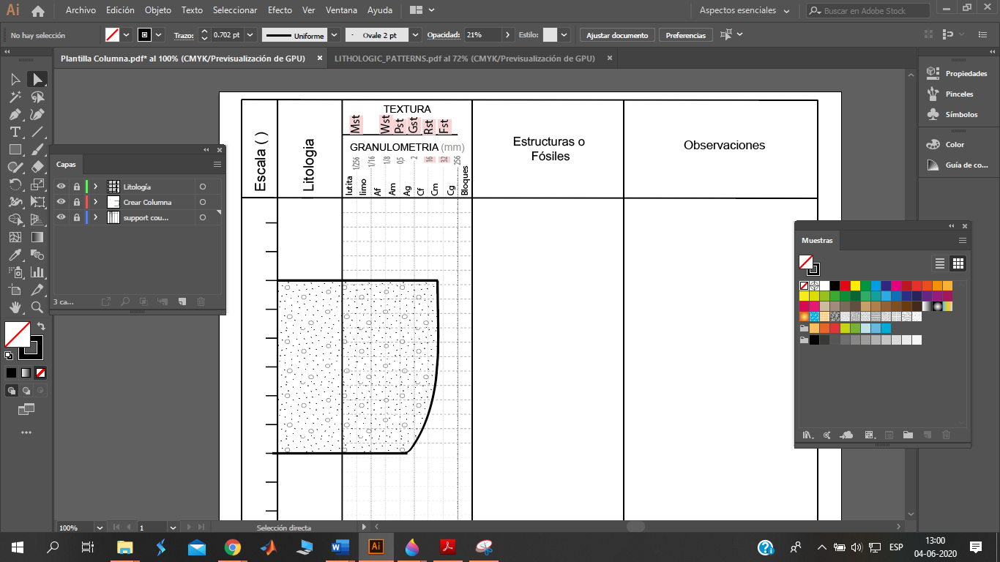 Ai
Archivo Edición Objeto Texto Seleccionar Efecto Ver Ventana Ayuda
Aspectos esenciales
Buscar en Adobe Stock
No hay selección
Trazo: 0.702 pt
Uniforme
Ovale 2 pt
Opacidad: 21%
Estilo:
Ajustar documento
Preferencias
Plantilla Columna.pdf* al 100% (CMYK/Previsualización de GPU) ×
LITHOLOGIC_PATTERNS.pdf al 72% (CMYK/Previsualización de GPU) ×
Propiedades
Pinceles
Símbolos
Color
Guía de co...
Capas
Litología
Crear Columna
support cou...
3 ca...
Escala ( )
Litologia
TEXTURA
Mst Wst Pst Gst Rst Fst
GRANULOMETRIA (mm)
1/256 1/16 1/8 0,5 2 16 32 256
lutita limo Af Am Ag Cf Cm Cg Bloques
Estructuras o
Fósiles
Observaciones
Muestras
100%
1
Selección directa
Ai
ESP
13:00
04-06-2020